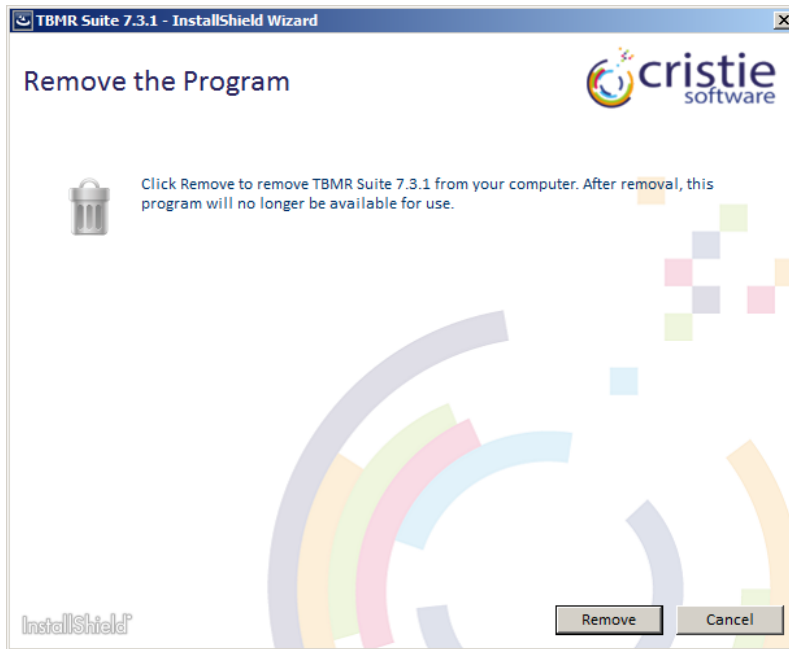 TBMR Suite 7.3.1 - InstallShield Wizard
Remove the Program
cristie
software
Click Remove to remove TBMR Suite 7.3.1 from your computer. After removal, this
program will no longer be available for use.
InstallShield
Remove
Cancel